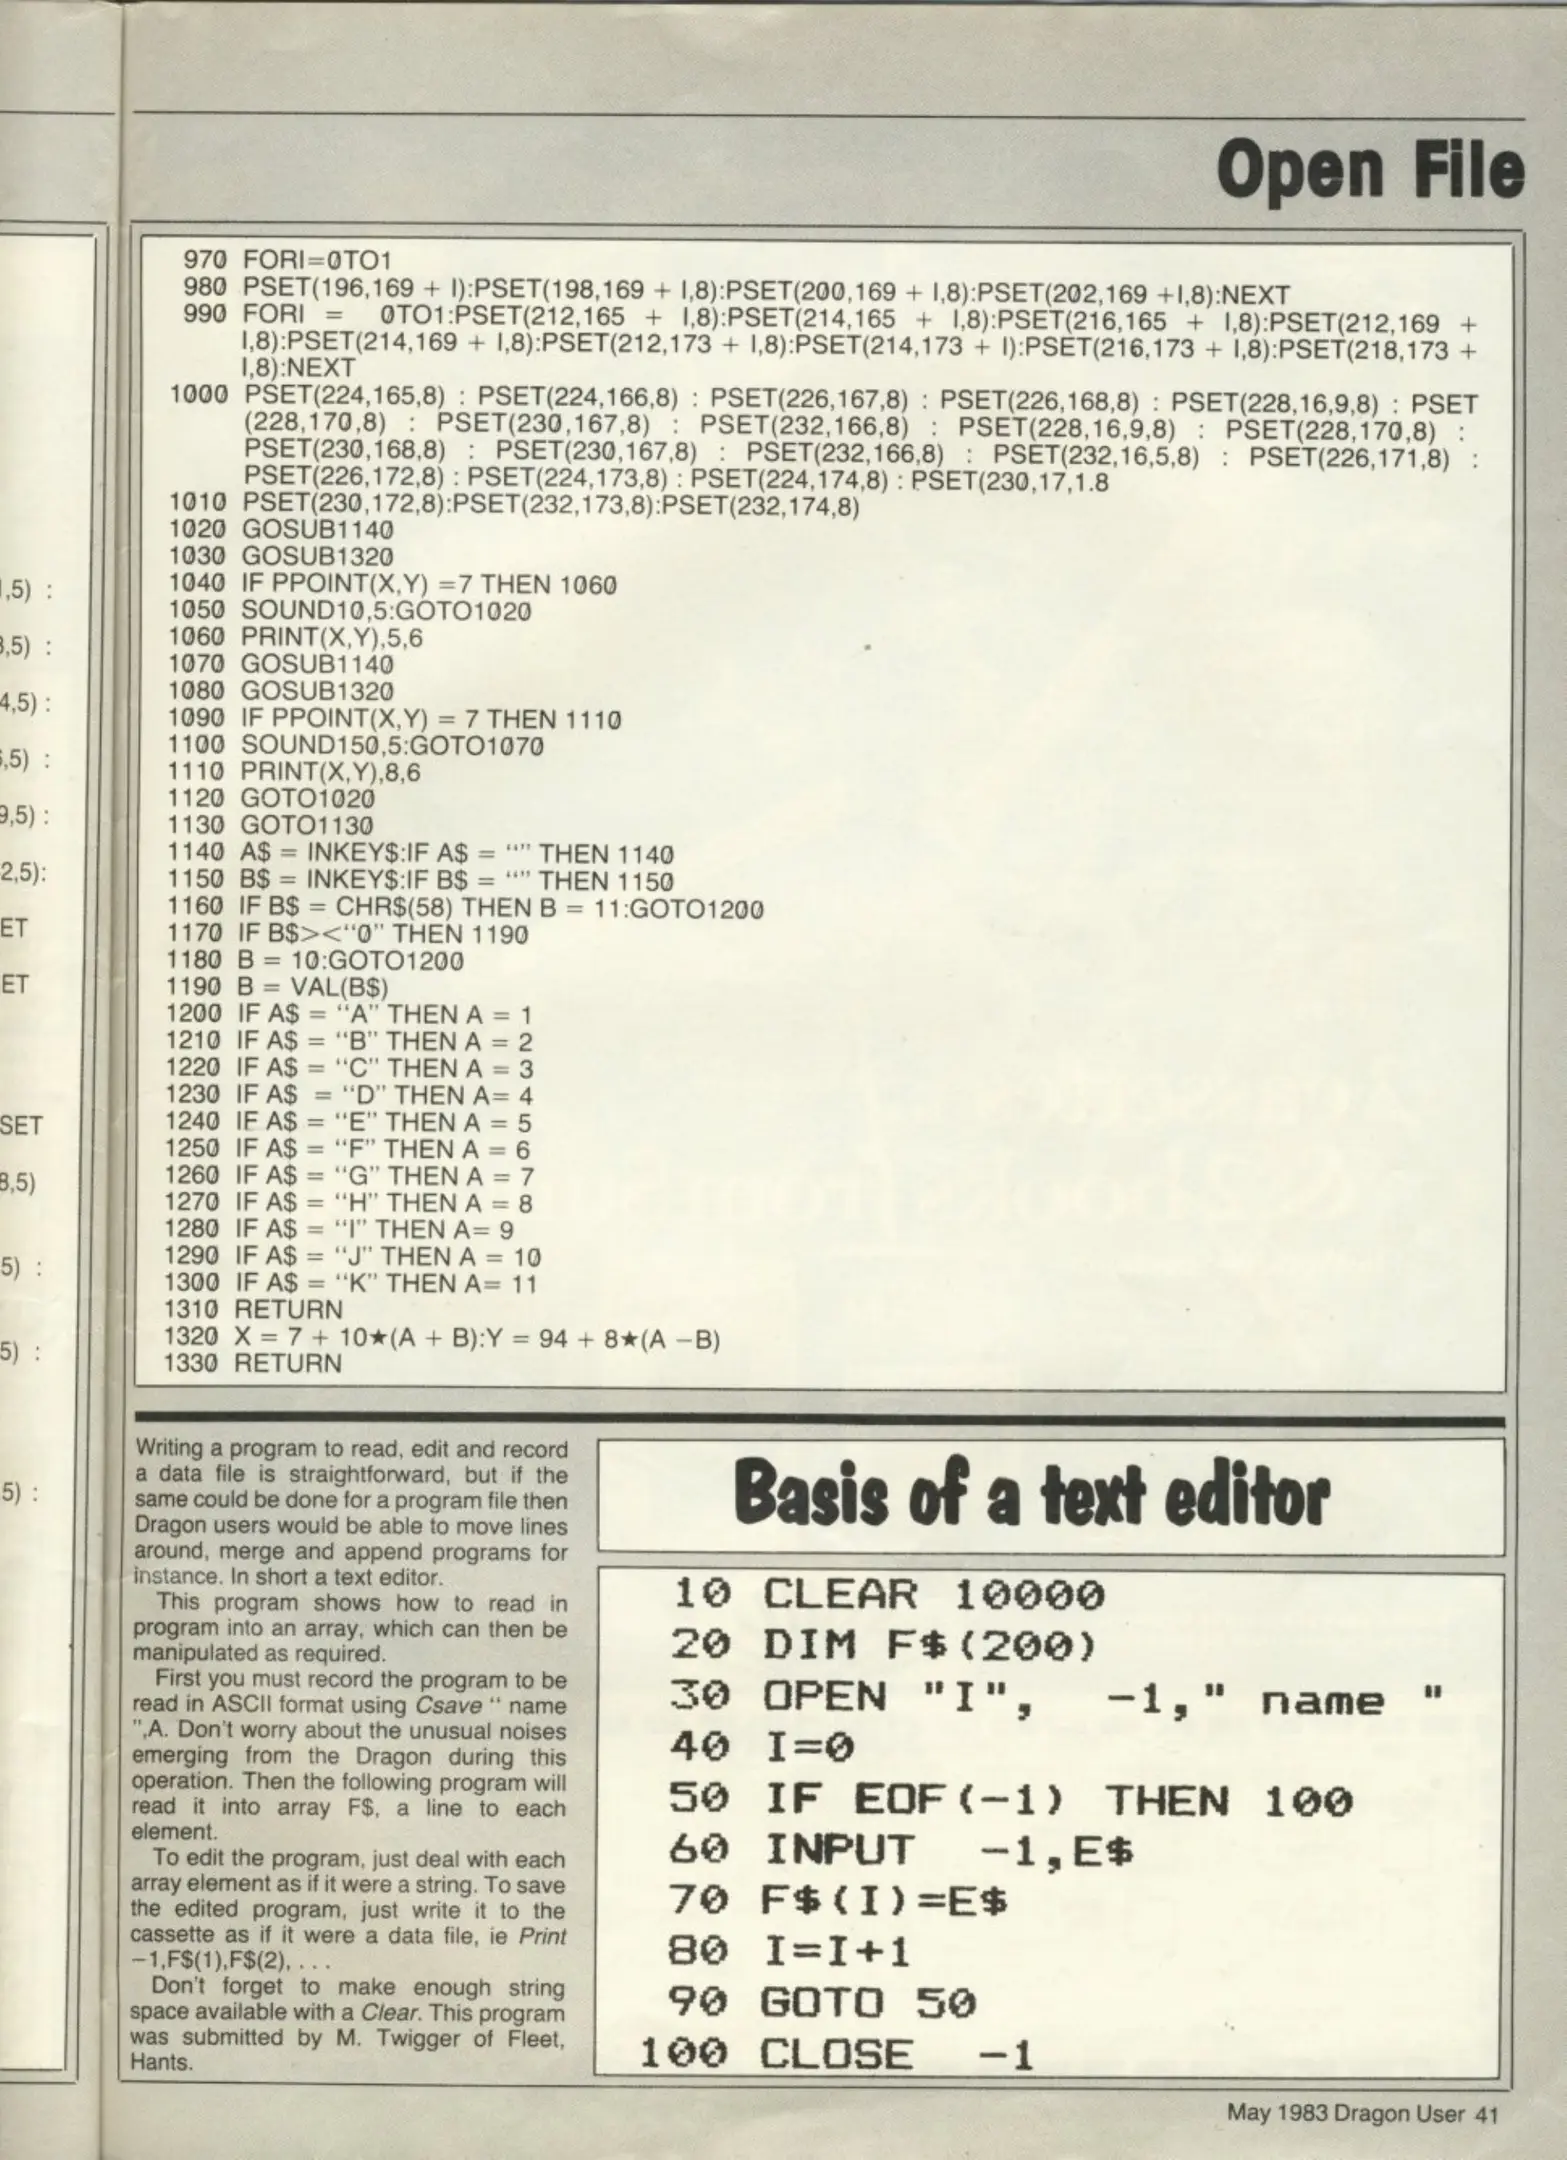 Open File
970 FORI=0TO1
980 PSET(196,169 + I):PSET(198,169 + I,8):PSET(200,169 + I,8):PSET(202,169 +I,8):NEXT
990 FORI = 0TO1:PSET(212,165 + I,8):PSET(214,165 + I,8):PSET(216,165 + I,8):PSET(212,169 +
I,8):PSET(214,169 + I,8):PSET(212,173 + I,8):PSET(214,173 + I):PSET(216,173 + I,8):PSET(218,173 +
I,8):NEXT
1000 PSET(224,165,8) : PSET(224,166,8) : PSET(226,167,8) : PSET(226,168,8) : PSET(228,16,9,8) : PSET
(228,170,8) : PSET(230,167,8) : PSET(232,166,8) : PSET(228,16,9,8) : PSET(228,170,8) :
PSET(230,168,8) : PSET(230,167,8) : PSET(232,166,8) : PSET(232,16,5,8) : PSET(226,171,8) :
PSET(226,172,8) : PSET(224,173,8) : PSET(224,174,8) : PSET(230,17,1.8
1010 PSET(230,172,8):PSET(232,173,8):PSET(232,174,8)
1020 GOSUB1140
1030 GOSUB1320
1040 IF PPOINT(X,Y) =7 THEN 1060
1050 SOUND10,5:GOTO1020
1060 PRINT(X,Y),5,6
1070 GOSUB1140
1080 GOSUB1320
1090 IF PPOINT(X,Y) = 7 THEN 1110
1100 SOUND150,5:GOTO1070
1110 PRINT(X,Y),8,6
1120 GOTO1020
1130 GOTO1130
1140 A$ = INKEY$:IF A$ = “” THEN 1140
1150 B$ = INKEY$:IF B$ = “” THEN 1150
1160 IF B$ = CHR$(58) THEN B = 11:GOTO1200
1170 IF B$><“0” THEN 1190
1180 B = 10:GOTO1200
1190 B = VAL(B$)
1200 IF A$ = “A” THEN A = 1
1210 IF A$ = “B” THEN A = 2
1220 IF A$ = “C” THEN A = 3
1230 IF A$ = “D” THEN A= 4
1240 IF A$ = “E” THEN A = 5
1250 IF A$ = “F” THEN A = 6
1260 IF A$ = “G” THEN A = 7
1270 IF A$ = “H” THEN A = 8
1280 IF A$ = “I” THEN A= 9
1290 IF A$ = “J” THEN A = 10
1300 IF A$ = “K” THEN A= 11
1310 RETURN
1320 X = 7 + 10★(A + B):Y = 94 + 8★(A −B)
1330 RETURN
,5) :
,5) :
4,5) :
,5) :
9,5) :
2,5):
ET
ET
SET
8,5)
5) :
5) :
5) :
Writing a program to read, edit and record
a data file is straightforward, but if the
same could be done for a program file then
Dragon users would be able to move lines
around, merge and append programs for
instance. In short a text editor.
This program shows how to read in
program into an array, which can then be
manipulated as required.
First you must record the program to be
read in ASCII format using Csave “ name
”,A. Don't worry about the unusual noises
emerging from the Dragon during this
operation. Then the following program will
read it into array F$, a line to each
element.
To edit the program, just deal with each
array element as if it were a string. To save
the edited program, just write it to the
cassette as if it were a data file, ie Print
−1,F$(1),F$(2), . . .
Don't forget to make enough string
space available with a Clear. This program
was submitted by M. Twigger of Fleet,
Hants.
Basis of a text editor
10 CLEAR 10000
20 DIM F$(200)
30 OPEN "I", -1," name "
40 I=0
50 IF EOF(-1) THEN 100
60 INPUT -1,E$
70 F$(I)=E$
80 I=I+1
90 GOTO 50
100 CLOSE -1
May 1983 Dragon User 41